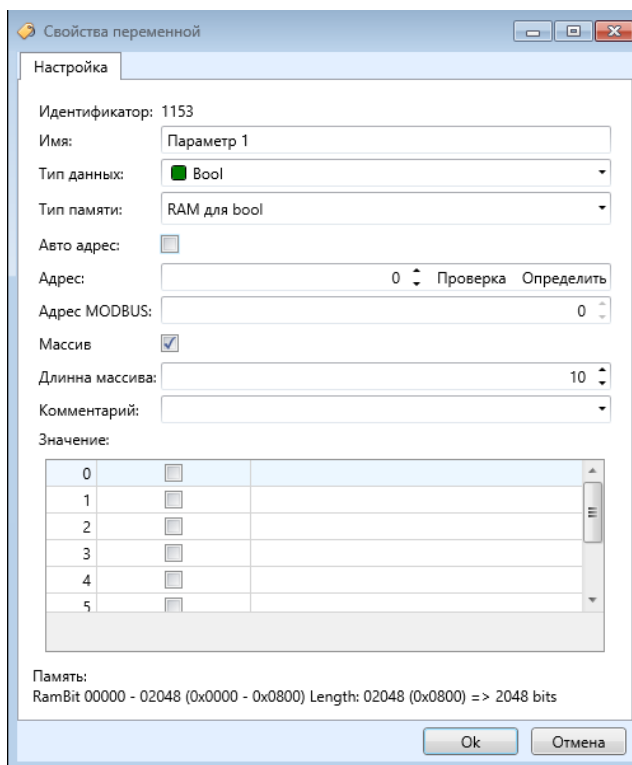 Свойства переменной
Настройка
Идентификатор: 1153
Имя: Параметр 1
Тип данных: Bool
Тип памяти: RAM для bool
Авто адрес:
Адрес: 0 Проверка Определить
Адрес MODBUS: 0
Массив
Длинна массива: 10
Комментарий:
Значение:
0
1
2
3
4
5
Память:
RamBit 00000 - 02048 (0x0000 - 0x0800) Length: 02048 (0x0800) => 2048 bits
Ok Отмена